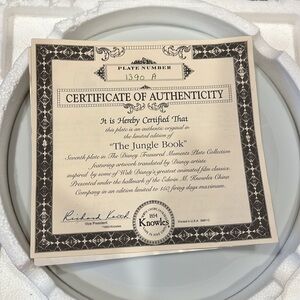 PLATE NUMBER
1390 A
CERTIFICATE OF AUTHENTICITY
It is Hereby Certified That
this plate is an authentic original in
the limited edition of
"The Jungle Book"
Seventh plate in The Disney Treasured Moments Plate Collection
featuring artwork translated by Disney artists
inspired by some of Walt Disney's greatest animated film classics.
Presented under the hallmark of the Edwin M. Knowles China
Company in an edition limited to 150 firing days maximum.
Vice President
Knowles